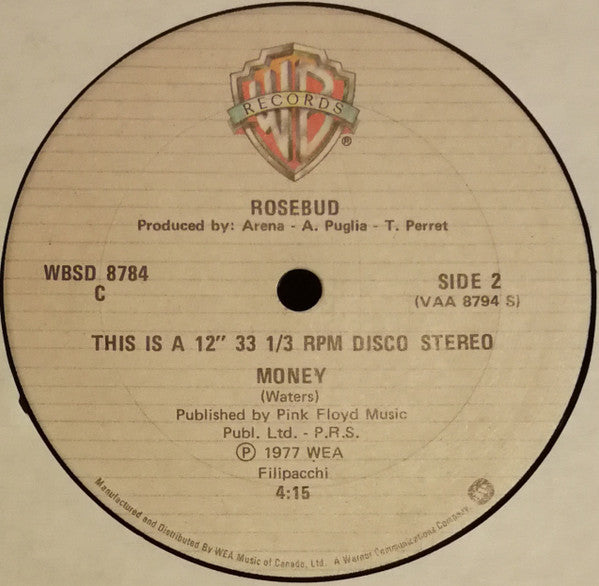 WB
RECORDS
®
ROSEBUD
Produced by: Arena - A. Puglia - T. Perret
WBSD 8784
C
SIDE 2
(VAA 8794 S)
THIS IS A 12" 33 1/3 RPM DISCO STEREO
MONEY
(Waters)
Published by Pink Floyd Music
Publ. Ltd. - P.R.S.
℗ 1977 WEA
Filipacchi
4:15
Manufactured and Distributed By WEA Music of Canada, Ltd. A Warner Communications Company.